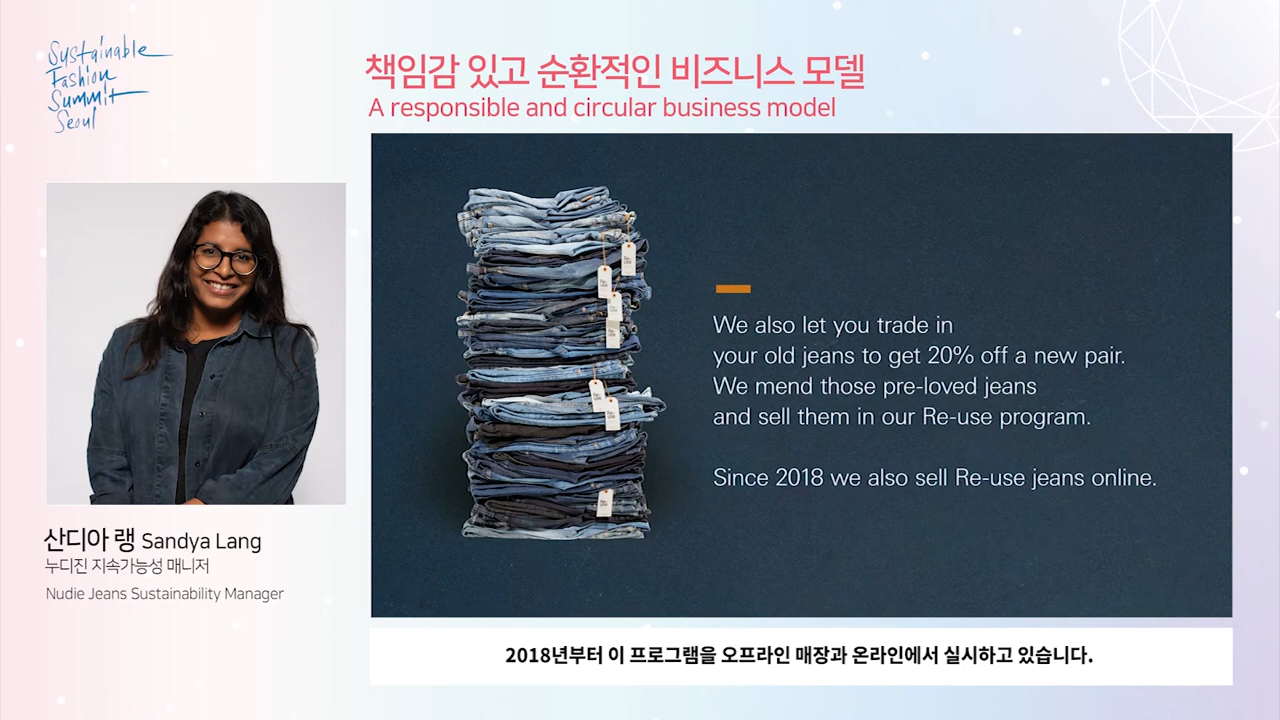 Sustainable
Fashion
Summit
Seoul
책임감 있고 순환적인 비즈니스 모델
A responsible and circular business model
We also let you trade in
your old jeans to get 20% off a new pair.
We mend those pre-loved jeans
and sell them in our Re-use program.
Since 2018 we also sell Re-use jeans online.
산디아 랭 Sandya Lang
누디진 지속가능성 매니저
Nudie Jeans Sustainability Manager
2018년부터 이 프로그램을 오프라인 매장과 온라인에서 실시하고 있습니다.